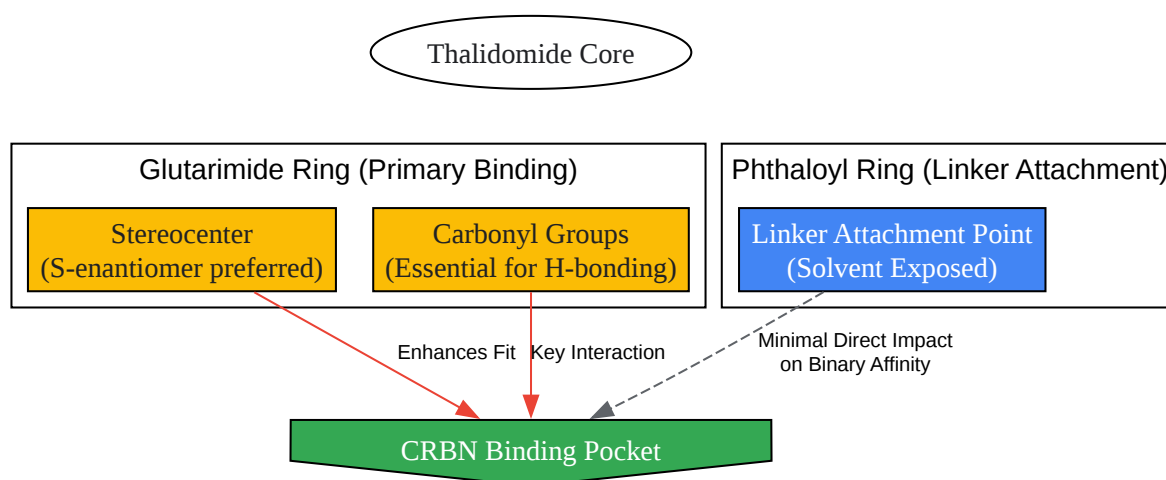 Thalidomide Core
Glutarimide Ring (Primary Binding)
Phthaloyl Ring (Linker Attachment)
Stereocenter
(S-enantiomer preferred)
Carbonyl Groups
(Essential for H-bonding)
Linker Attachment Point
(Solvent Exposed)
Enhances Fit
Key Interaction
Minimal Direct Impact
on Binary Affinity
CRBN Binding Pocket